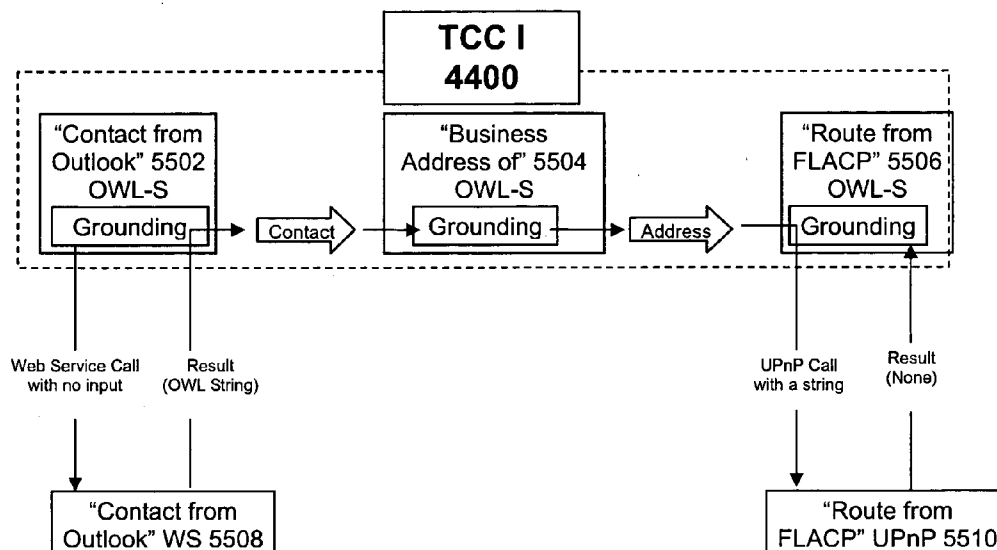 TCC I
4400
"Contact from
Outlook" 5502
OWL-S
Grounding
Contact
"Business
Address of" 5504
OWL-S
Grounding
Address
"Route from
FLACP" 5506
OWL-S
Grounding
Web Service Call
with no input
Result
(OWL String)
UPnP Call
with a string
Result
(None)
"Contact from
Outlook" WS 5508
"Route from
FLACP" UPnP 5510